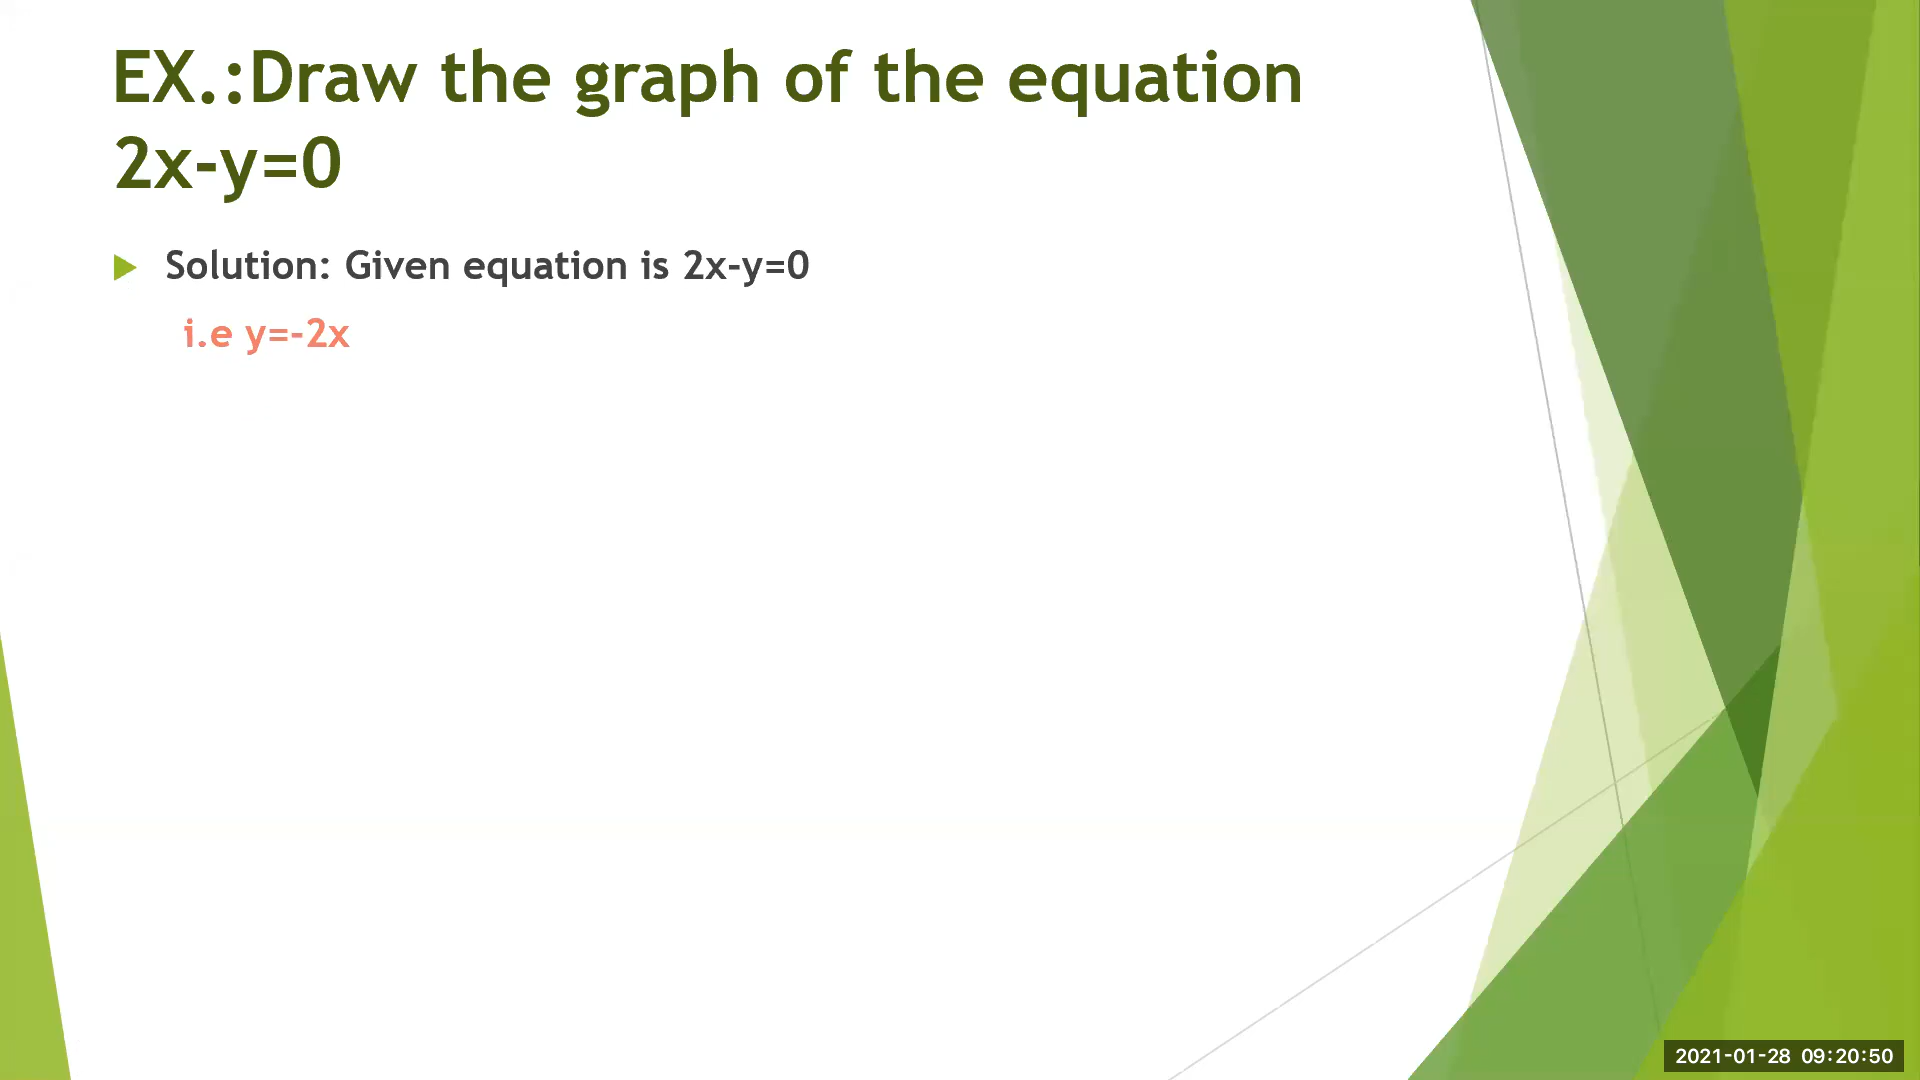 EX.:Draw the graph of the equation
2x-y=0
Solution: Given equation is 2x-y=0
i.e y=-2x
2021-01-28 09:20:50